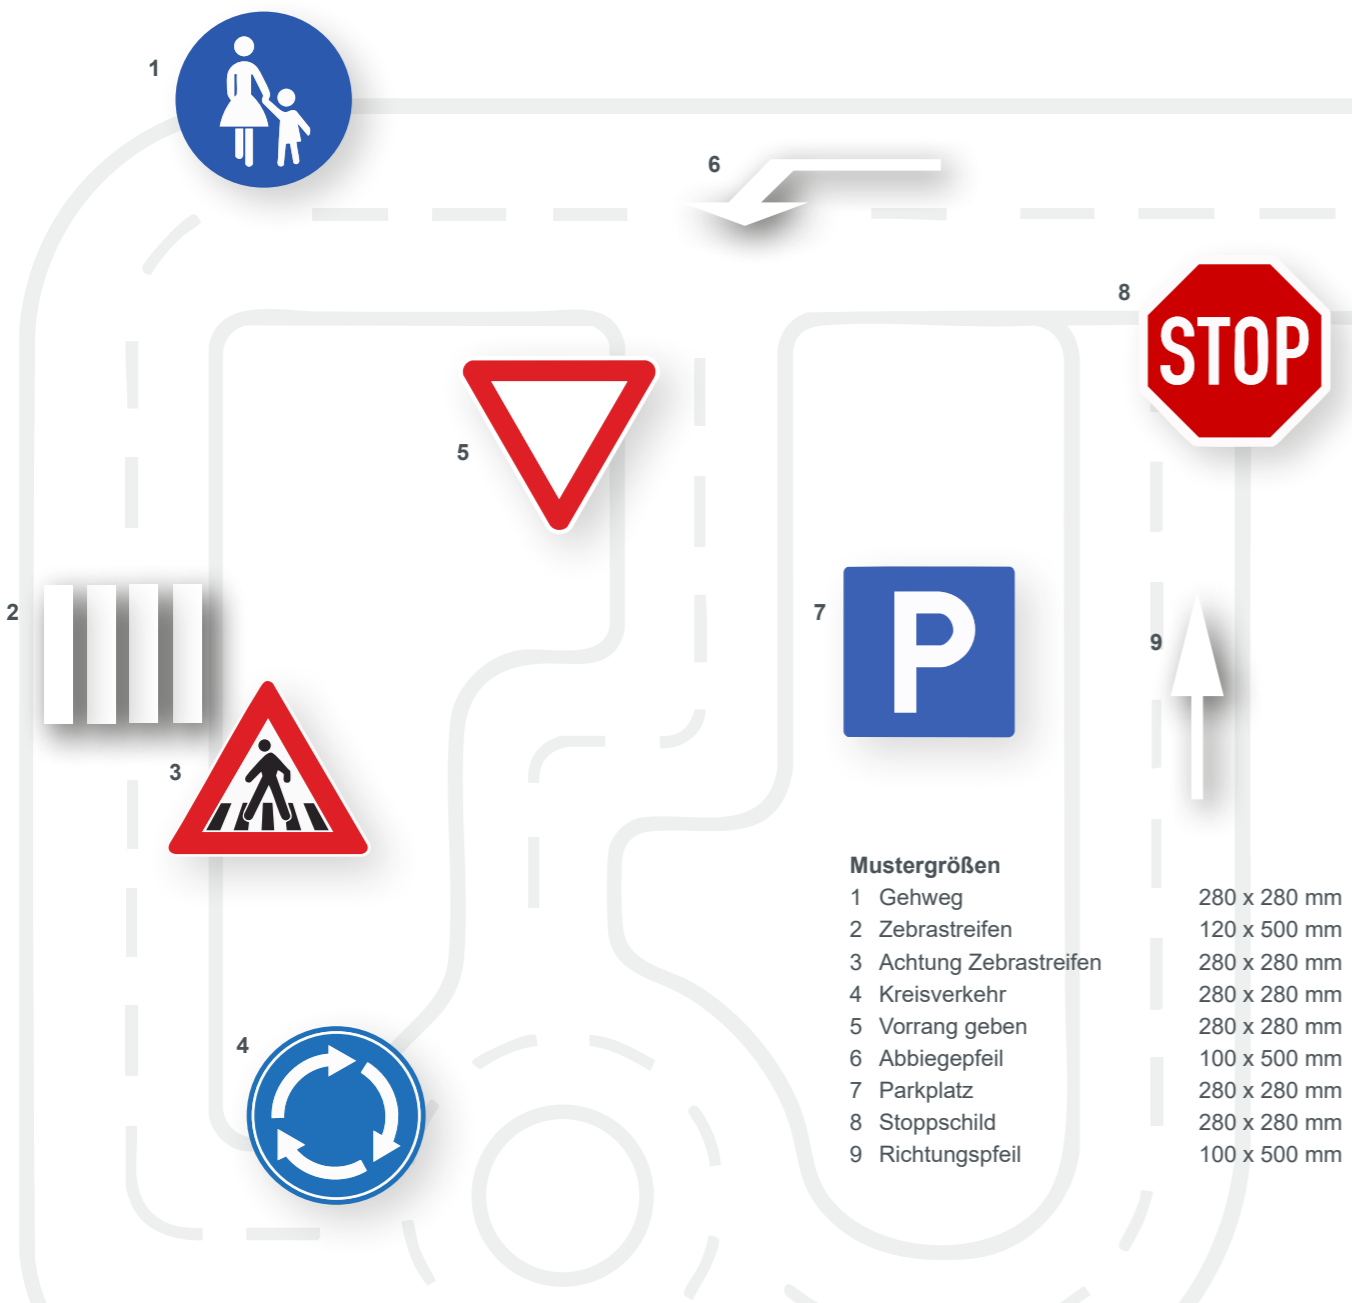 1
6
8
STOP
5
2
7
P
9
3
4
Mustergrößen
1 Gehweg 280 x 280 mm
2 Zebrastreifen 120 x 500 mm
3 Achtung Zebrastreifen 280 x 280 mm
4 Kreisverkehr 280 x 280 mm
5 Vorrang geben 280 x 280 mm
6 Abbiegepfeil 100 x 500 mm
7 Parkplatz 280 x 280 mm
8 Stoppschild 280 x 280 mm
9 Richtungspfeil 100 x 500 mm